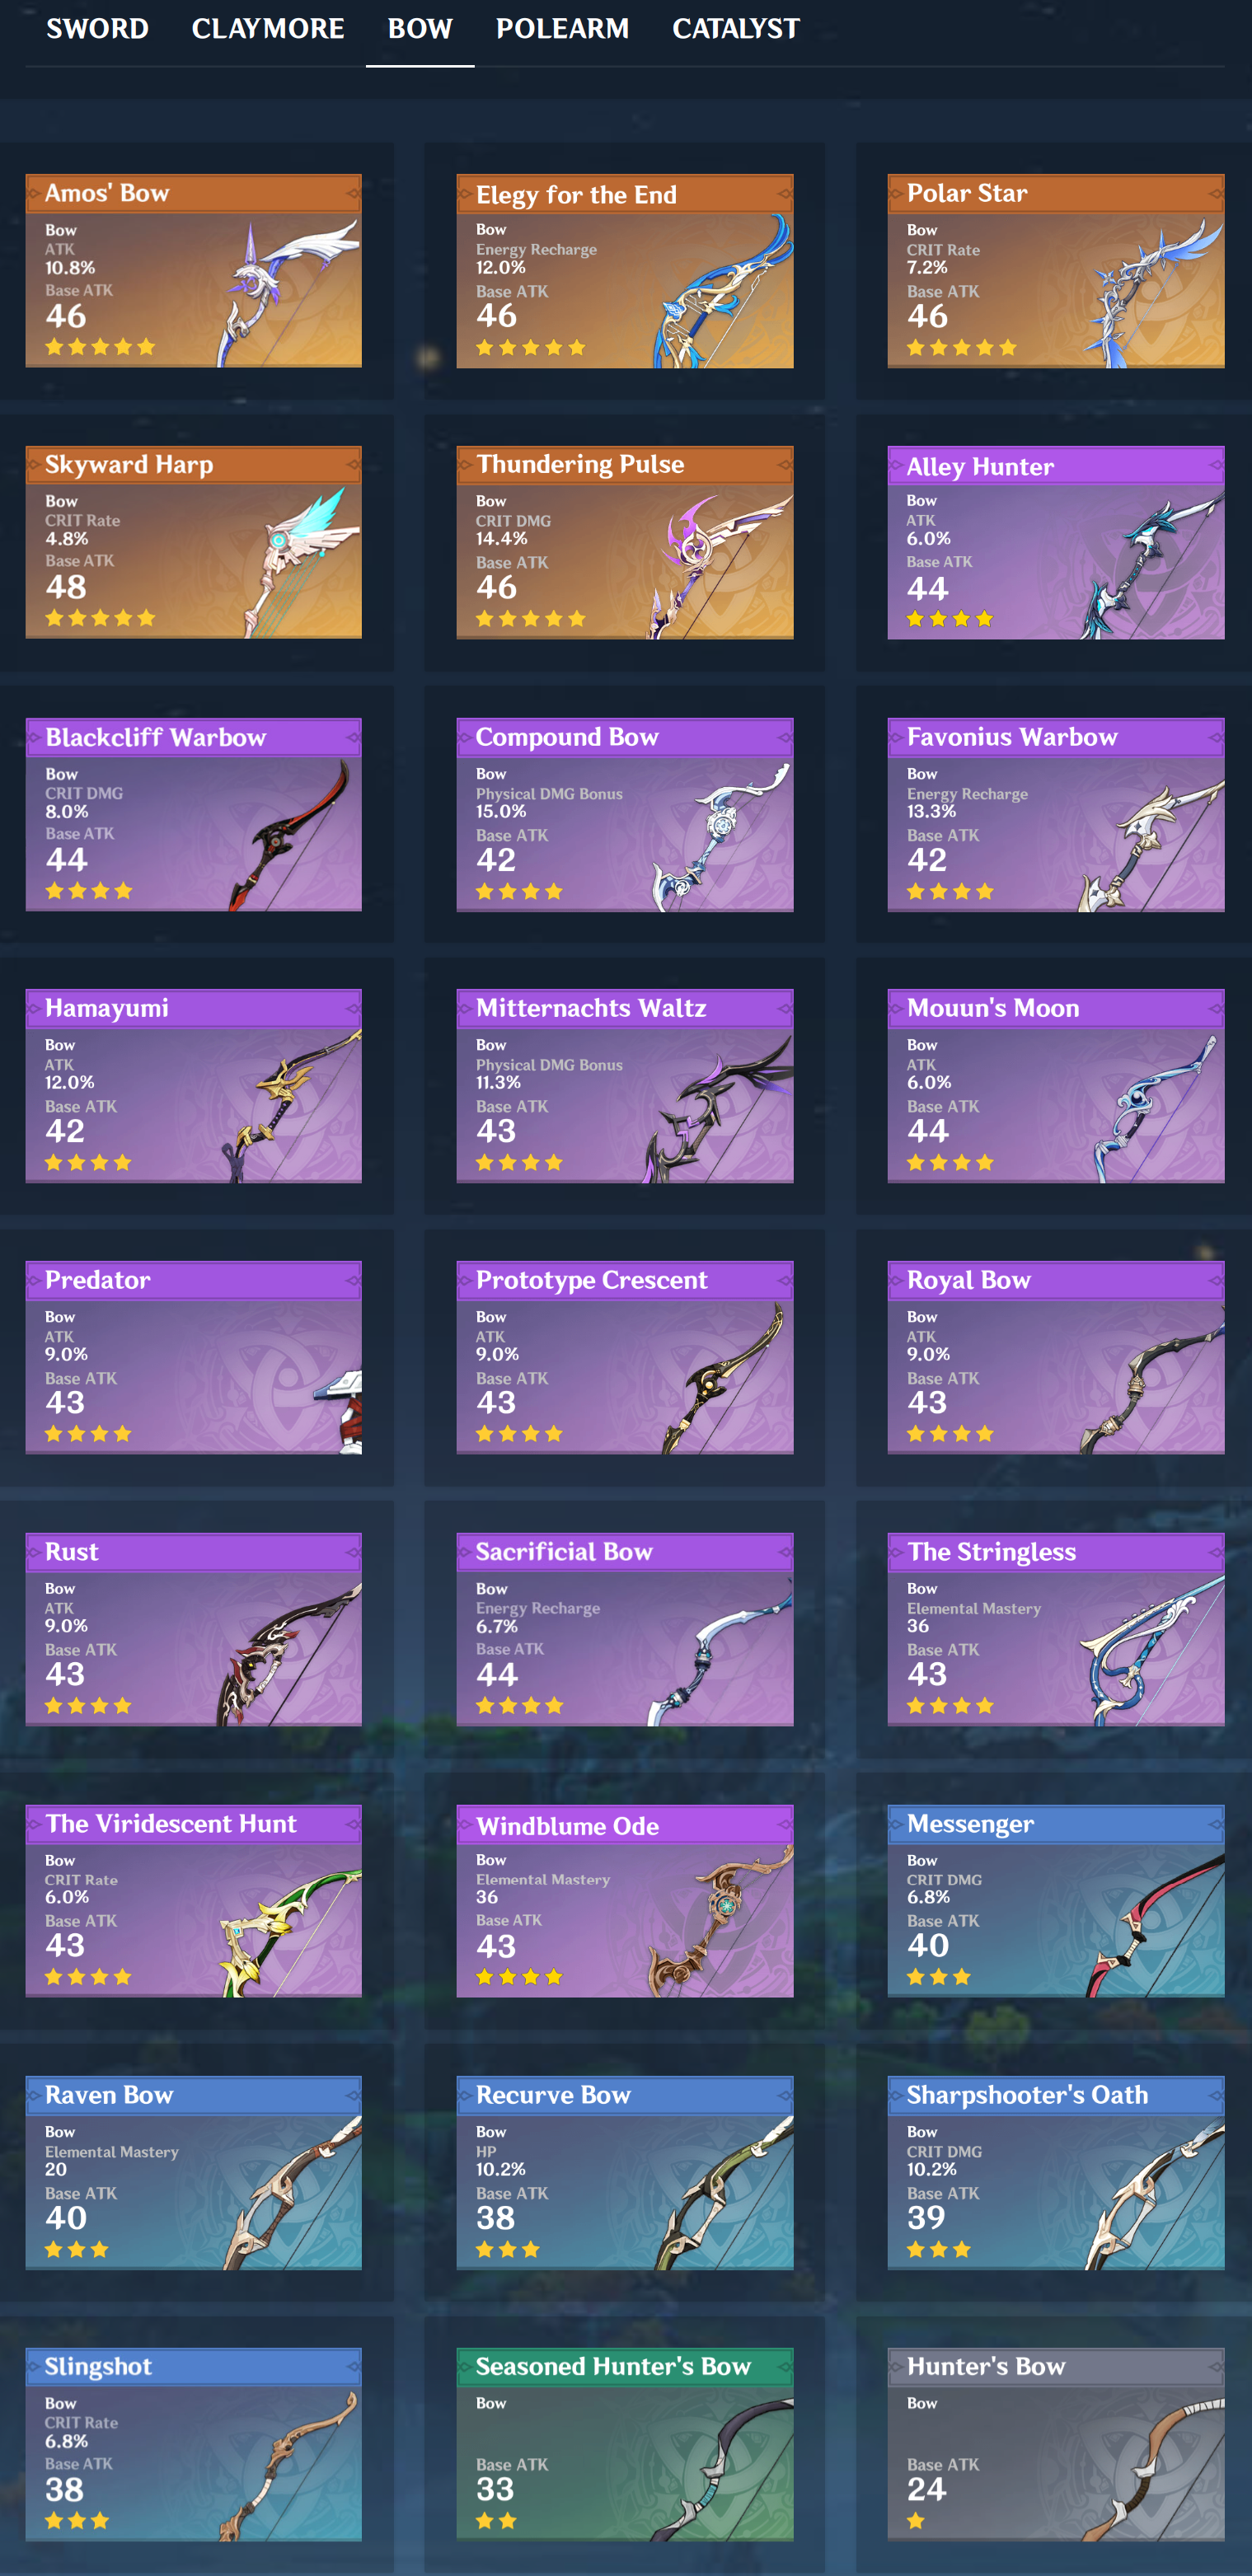 SWORD CLAYMORE BOW POLEARM CATALYST
Amos' Bow
Bow
ATK
10.8%
Base ATK
46
Elegy for the End
Bow
Energy Recharge
12.0%
Base ATK
46
Polar Star
Bow
CRIT Rate
7.2%
Base ATK
46
Skyward Harp
Bow
CRIT Rate
4.8%
Base ATK
48
Thundering Pulse
Bow
CRIT DMG
14.4%
Base ATK
46
Alley Hunter
Bow
ATK
6.0%
Base ATK
44
Blackcliff Warbow
Bow
CRIT DMG
8.0%
Base ATK
44
Compound Bow
Bow
Physical DMG Bonus
15.0%
Base ATK
42
Favonius Warbow
Bow
Energy Recharge
13.3%
Base ATK
42
Hamayumi
Bow
ATK
12.0%
Base ATK
42
Mitternachts Waltz
Bow
Physical DMG Bonus
11.3%
Base ATK
43
Mouun's Moon
Bow
ATK
6.0%
Base ATK
44
Predator
Bow
ATK
9.0%
Base ATK
43
Prototype Crescent
Bow
ATK
9.0%
Base ATK
43
Royal Bow
Bow
ATK
9.0%
Base ATK
43
Rust
Bow
ATK
9.0%
Base ATK
43
Sacrificial Bow
Bow
Energy Recharge
6.7%
Base ATK
44
The Stringless
Bow
Elemental Mastery
36
Base ATK
43
The Viridescent Hunt
Bow
CRIT Rate
6.0%
Base ATK
43
Windblume Ode
Bow
Elemental Mastery
36
Base ATK
43
Messenger
Bow
CRIT DMG
6.8%
Base ATK
40
Raven Bow
Bow
Elemental Mastery
20
Base ATK
40
Recurve Bow
Bow
HP
10.2%
Base ATK
38
Sharpshooter's Oath
Bow
CRIT DMG
10.2%
Base ATK
39
Slingshot
Bow
CRIT Rate
6.8%
Base ATK
38
Seasoned Hunter's Bow
Bow
Base ATK
33
Hunter's Bow
Bow
Base ATK
24